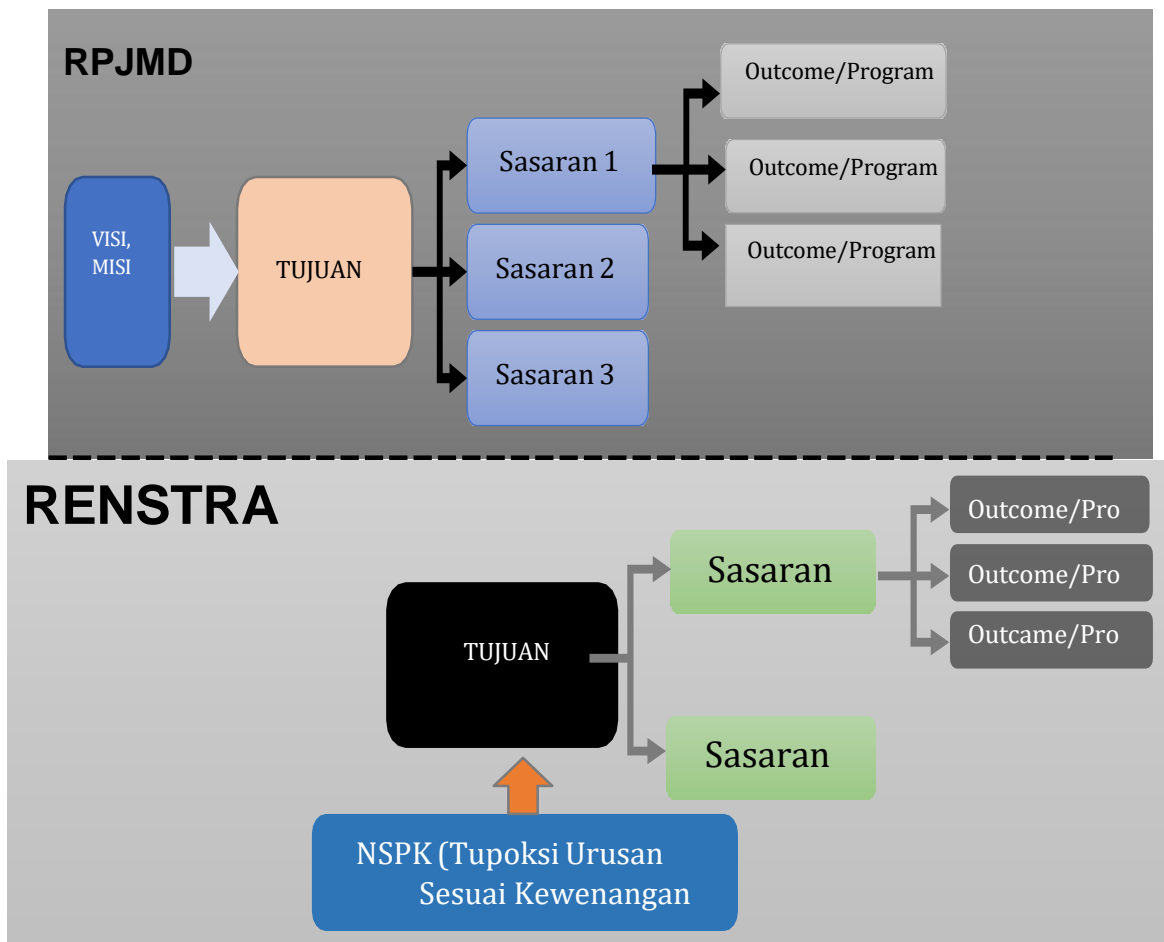 RPJMD
VISI,
MISI
TUJUAN
Sasaran 1
Sasaran 2
Sasaran 3
Outcome/Program
Outcome/Program
Outcome/Program
RENSTRA
TUJUAN
Sasaran
Sasaran
Outcome/Pro
Outcome/Pro
Outcame/Pro
NSPK (Tupoksi Urusan
Sesuai Kewenangan